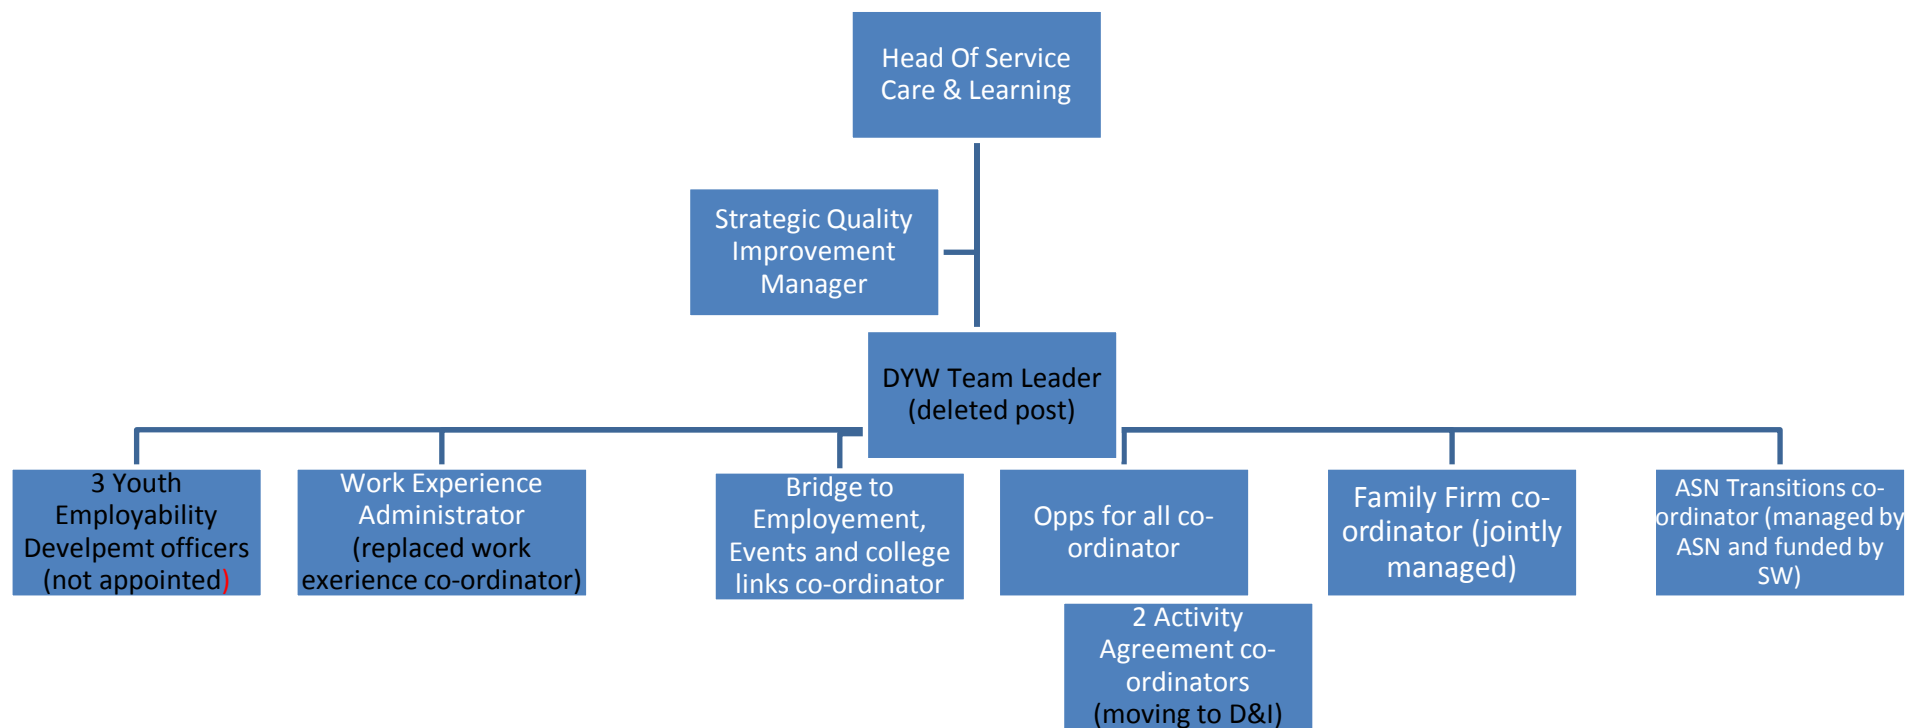 Head Of Service
Care & Learning
Strategic Quality
Improvement
Manager
DYW Team Leader
(deleted post)
3 Youth
Employability
Develpemt officers
(not appointed)
Work Experience
Administrator
(replaced work
exerience co-ordinator)
Bridge to
Employement,
Events and college
links co-ordinator
Opps for all co-
ordinator
Family Firm co-
ordinator (jointly
managed)
ASN Transitions co-
ordinator (managed by
ASN and funded by
SW)
2 Activity
Agreement co-
ordinators
(moving to D&I)